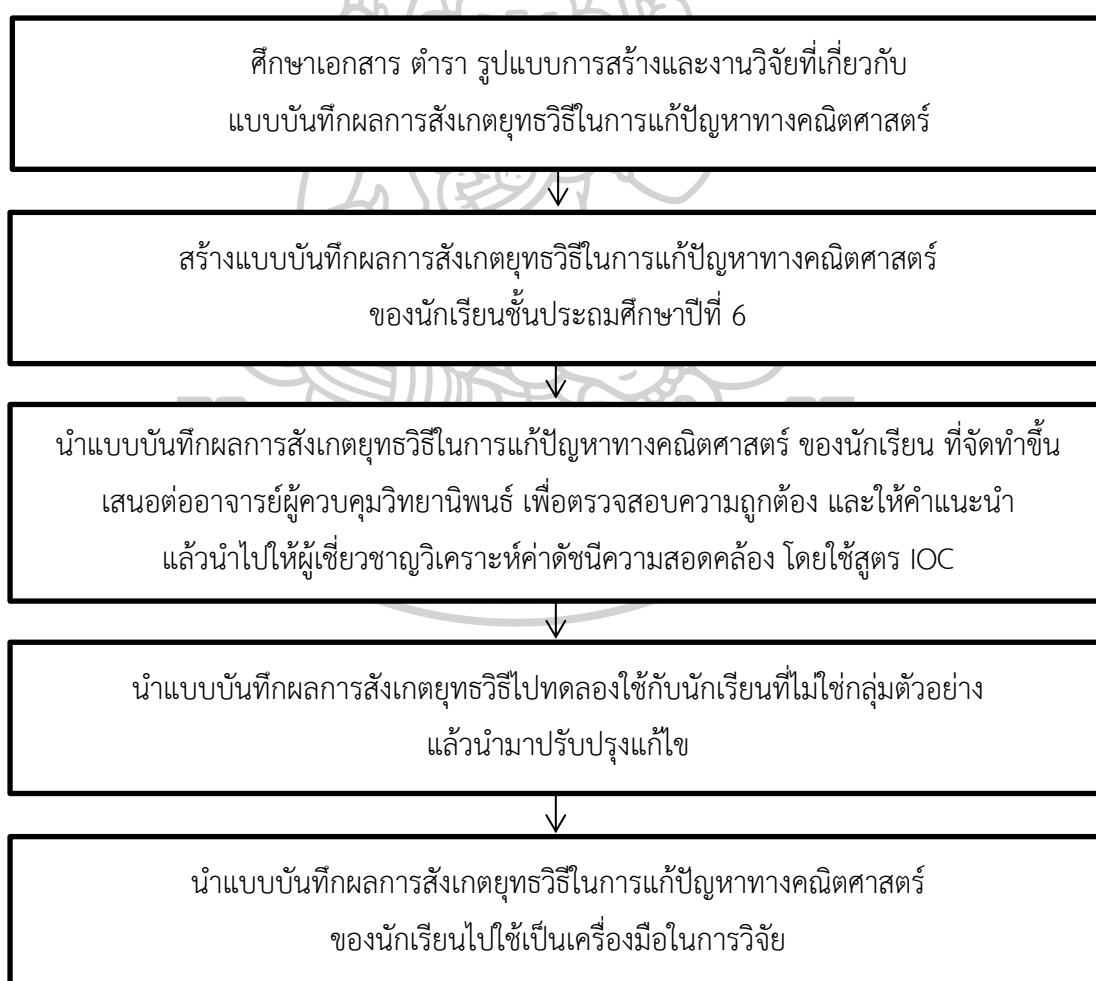 ศึกษาเอกสาร ตำรา รูปแบบการสร้างและงานวิจัยที่เกี่ยวกับ
แบบบันทึกผลการสังเกตยุทธวิธีในการแก้ปัญหาทางคณิตศาสตร์
สร้างแบบบันทึกผลการสังเกตยุทธวิธีในการแก้ปัญหาทางคณิตศาสตร์
ของนักเรียนชั้นประถมศึกษาปีที่ 6
นำแบบบันทึกผลการสังเกตยุทธวิธีในการแก้ปัญหาทางคณิตศาสตร์ ของนักเรียน ที่จัดทำขึ้น
เสนอต่ออาจารย์ผู้ควบคุมวิทยานิพนธ์ เพื่อตรวจสอบความถูกต้อง และให้คำแนะนำ
แล้วนำไปให้ผู้เชี่ยวชาญวิเคราะห์ค่าดัชนีความสอดคล้อง โดยใช้สูตร IOC
นำแบบบันทึกผลการสังเกตยุทธวิธีไปทดลองใช้กับนักเรียนที่ไม่ใช่กลุ่มตัวอย่าง
แล้วนำมาปรับปรุงแก้ไข
นำแบบบันทึกผลการสังเกตยุทธวิธีในการแก้ปัญหาทางคณิตศาสตร์
ของนักเรียนไปใช้เป็นเครื่องมือในการวิจัย